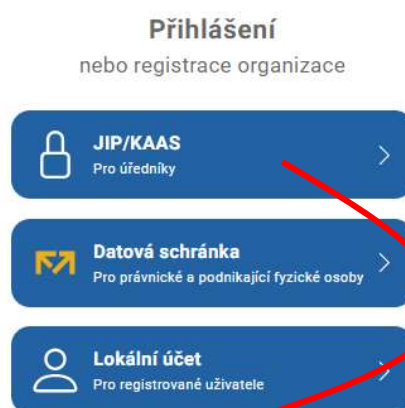 Přihlášení
nebo registrace organizace
JIP/KAAS
Pro úředníky
Datová schránka
Pro právnické a podnikající fyzické osoby
Lokální účet
Pro registrované uživatele